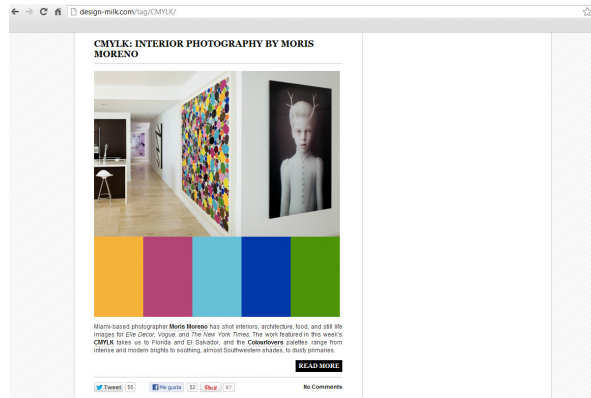 design-milk.com/tag/CMYLK/
CMYLK: INTERIOR PHOTOGRAPHY BY MORIS
MORENO
Miami-based photographer Moris Moreno has shot interiors, architecture, food, and still life
images for Elle Decor, Vogue, and The New York Times. The work featured in this week's
CMYLK takes us to Florida and El Salvador, and the Colourlovers palettes range from
intense and modern brights to soothing, almost Southwestern shades, to dusty primaries.
READ MORE
Tweet 55 Me gusta 52 Pin it 97 No Comments